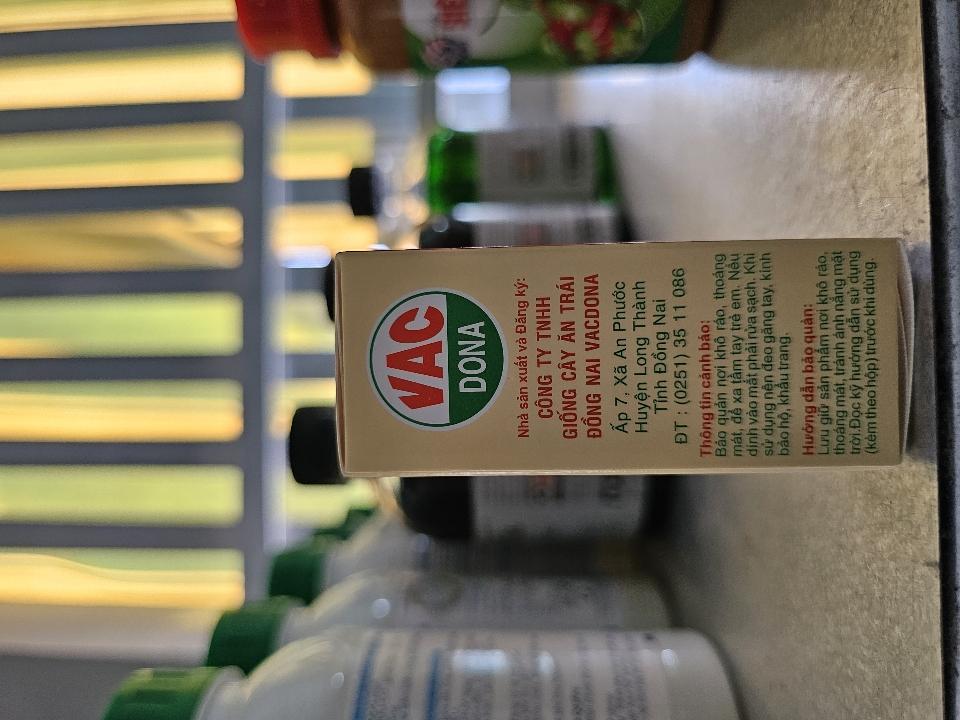 VAC
DONA
Nhà sản xuất và Đăng ký:
CÔNG TY TNHH
GIỐNG CÂY ĂN TRÁI
ĐỒNG NAI VACDONA
Ấp 7, Xã An Phước
Huyện Long Thành
Tỉnh Đồng Nai
ĐT : (0251) 35 11 086
Thông tin cảnh báo:
Bảo quản nơi khô ráo, thoáng
mát, để xa tầm tay trẻ em. Nếu
dính vào mắt phải rửa sạch. Khi
sử dụng nên đeo găng tay, kính
bảo hộ, khẩu trang.
Hướng dẫn bảo quản:
Lưu giữ sản phẩm nơi khô ráo,
thoáng mát, tránh ánh nắng mặt
trời.Đọc kỹ hướng dẫn sử dụng
(kèm theo hộp) trước khi dùng.